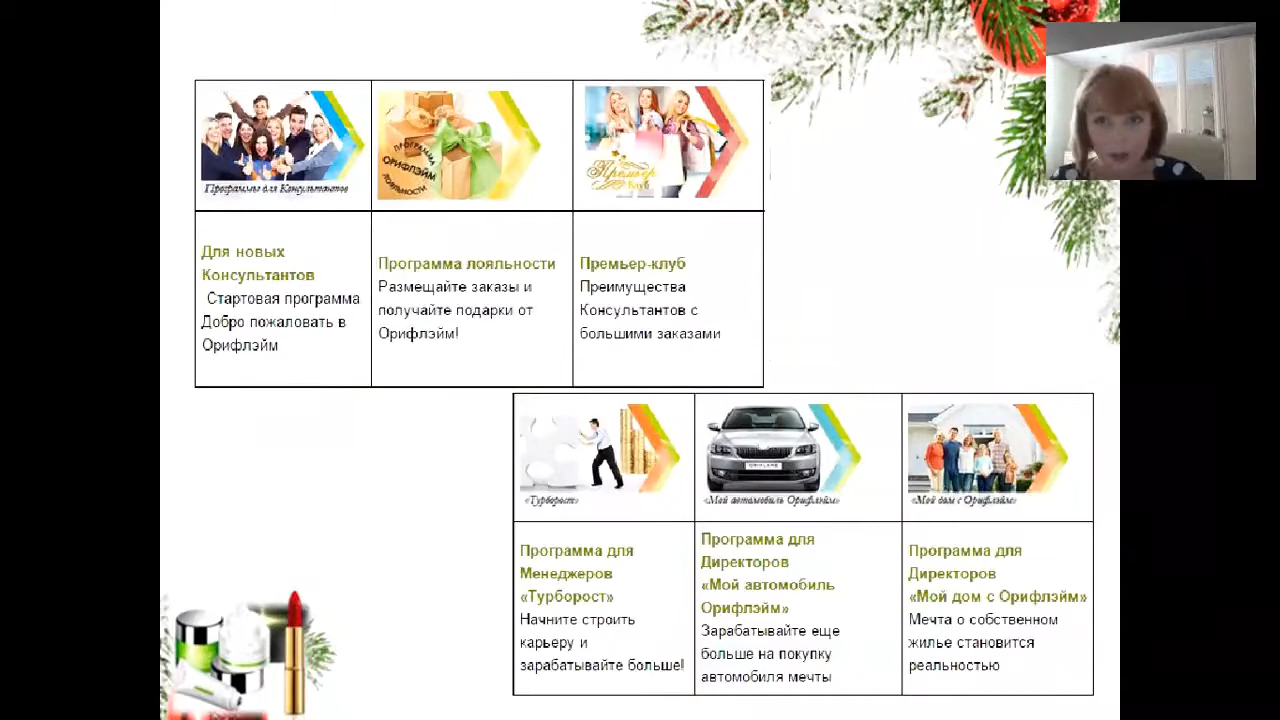 Программы для Консультантов
ПРОГРАММА
ОРИФЛЭЙМ
ЛОЯЛЬНОСТИ
Премьер
Клуб
Для новых
Консультантов
Стартовая программа
Добро пожаловать в
Орифлэйм
Программа лояльности
Размещайте заказы и
получайте подарки от
Орифлэйм!
Премьер-клуб
Преимущества
Консультантов с
большими заказами
«Турборост»
ORIFLAME
«Мой автомобиль Орифлэйм»
«Мой дом с Орифлэйм»
Программа для
Менеджеров
«Турборост»
Начните строить
карьеру и
зарабатывайте больше!
Программа для
Директоров
«Мой автомобиль
Орифлэйм»
Зарабатывайте еще
больше на покупку
автомобиля мечты
Программа для
Директоров
«Мой дом с Орифлэйм»
Мечта о собственном
жилье становится
реальностью